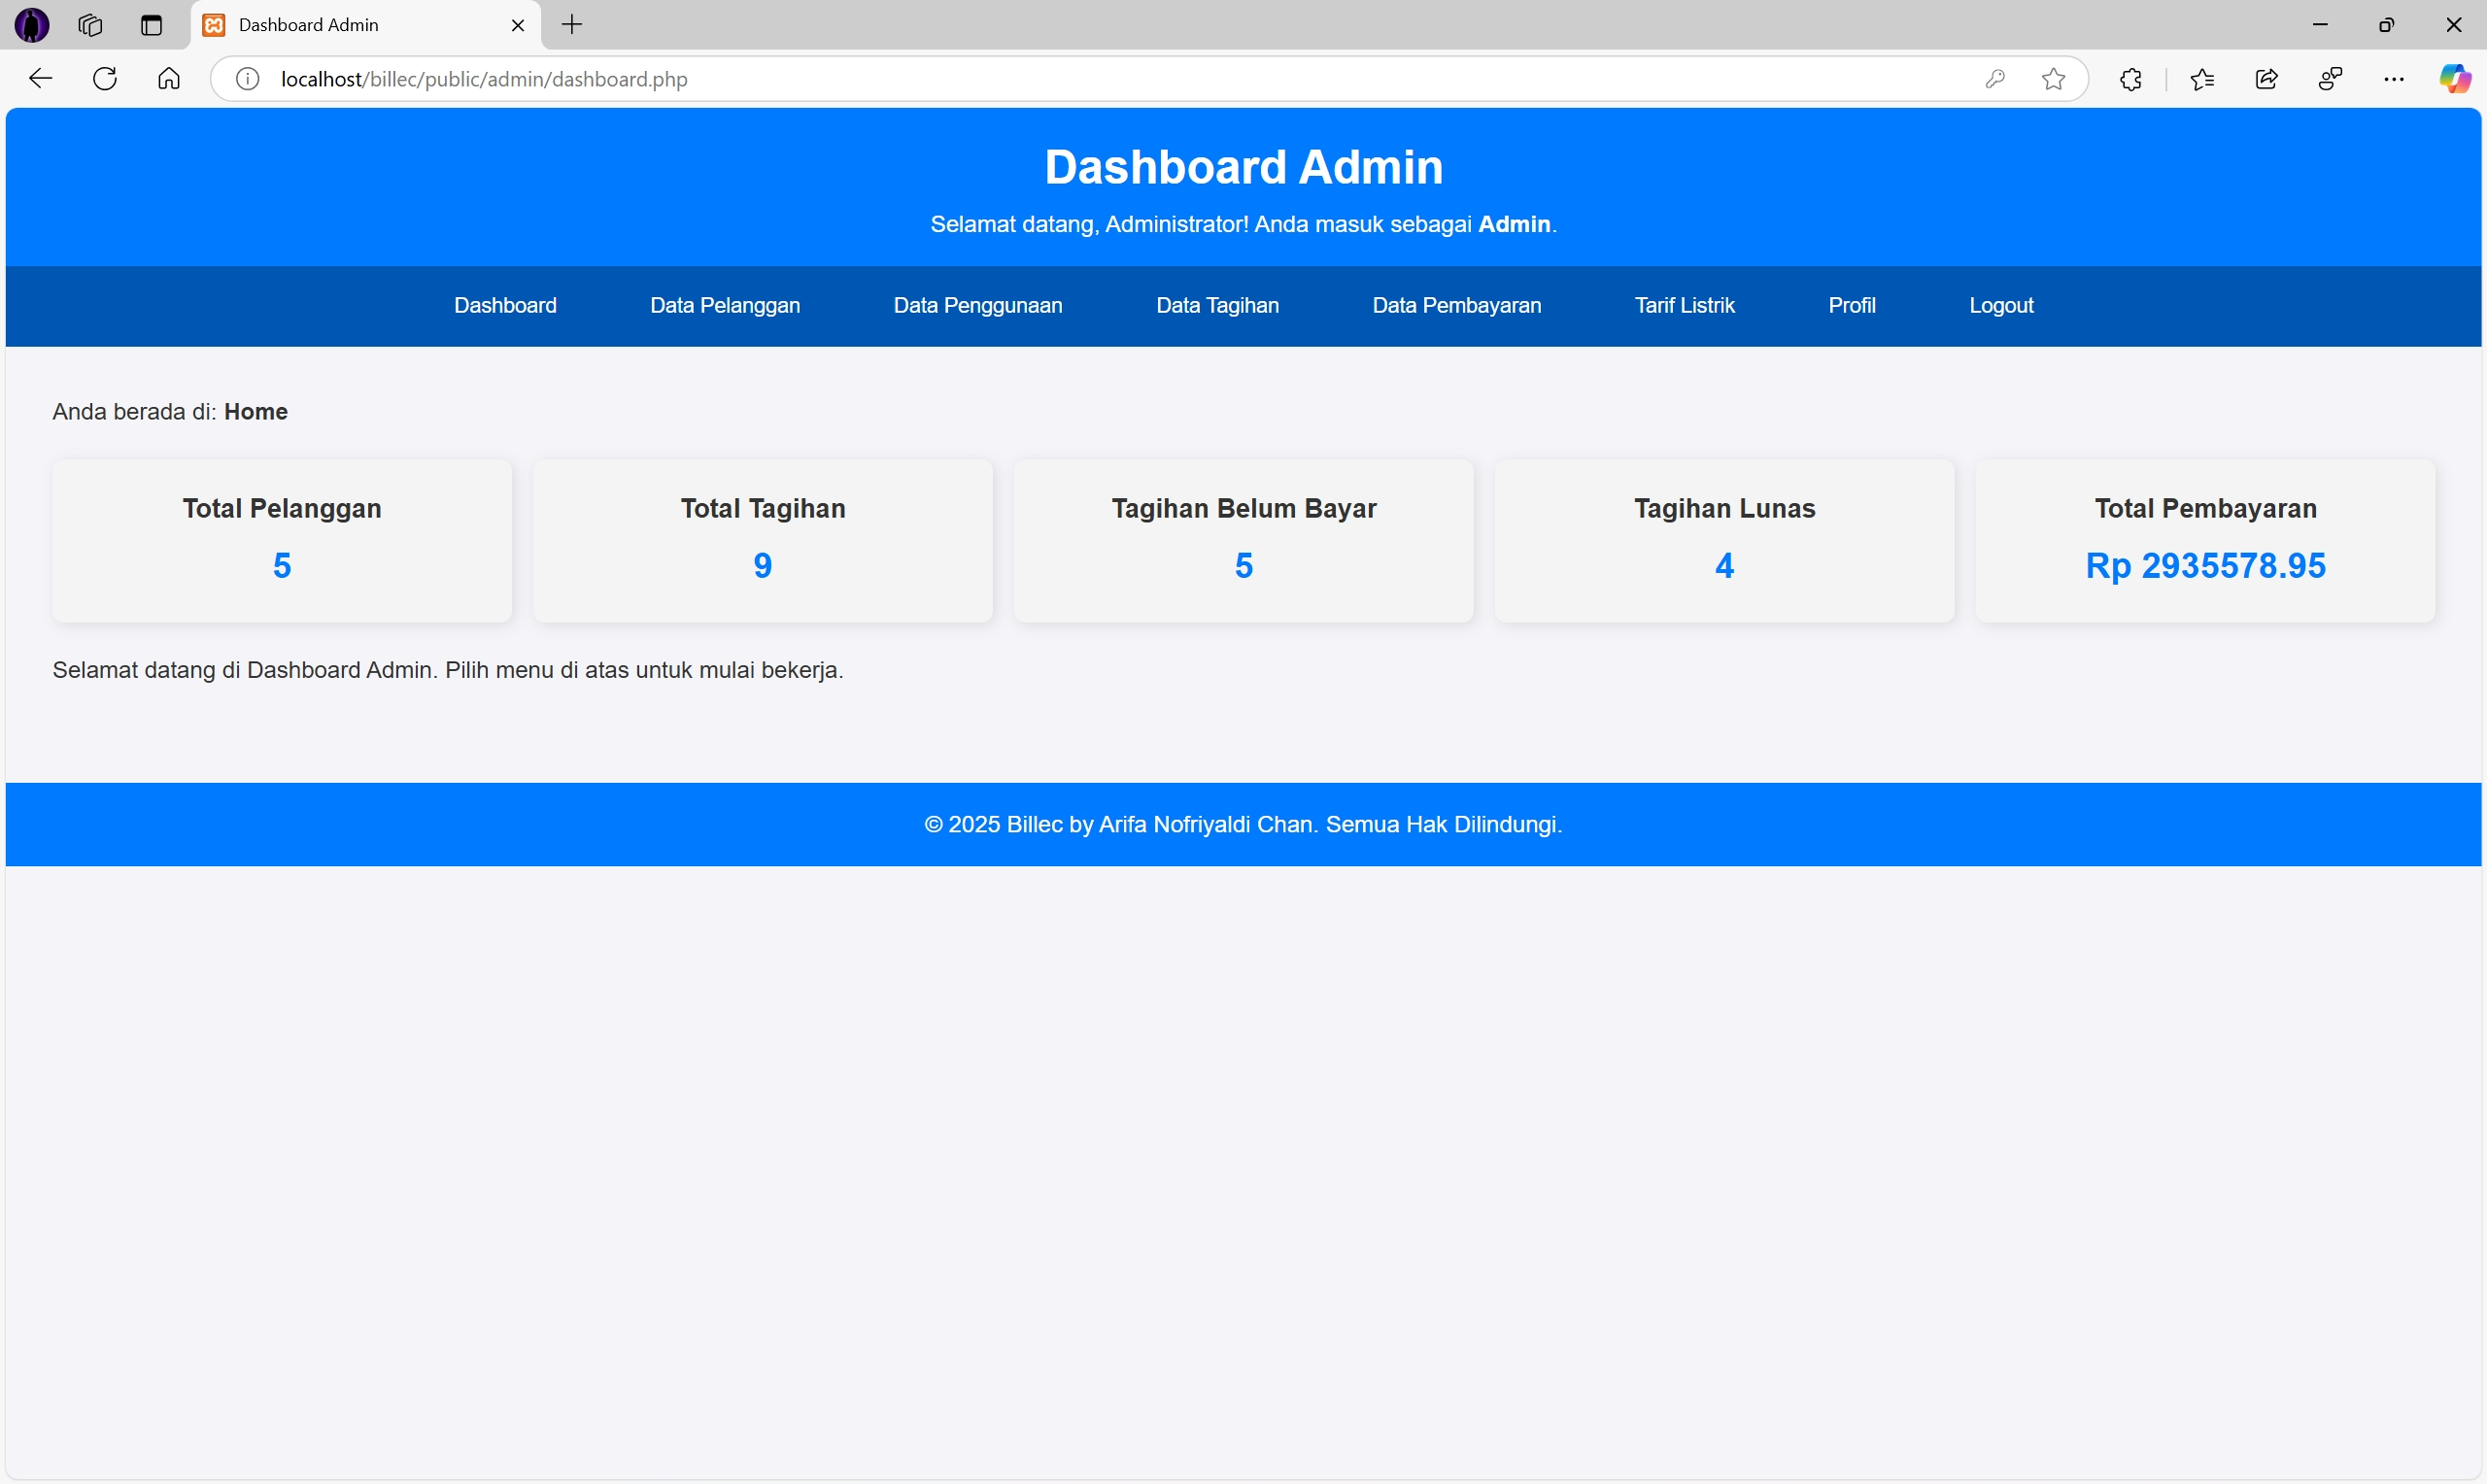 Dashboard Admin
localhost/billec/public/admin/dashboard.php
Dashboard Admin
Selamat datang, Administrator! Anda masuk sebagai Admin.
Dashboard Data Pelanggan Data Penggunaan Data Tagihan Data Pembayaran Tarif Listrik Profil Logout
Anda berada di: Home
Total Pelanggan Total Tagihan Tagihan Belum Bayar Tagihan Lunas Total Pembayaran
5 9 5 4 Rp 2935578.95
Selamat datang di Dashboard Admin. Pilih menu di atas untuk mulai bekerja.
© 2025 Billec by Arifa Nofriyaldi Chan. Semua Hak Dilindungi.